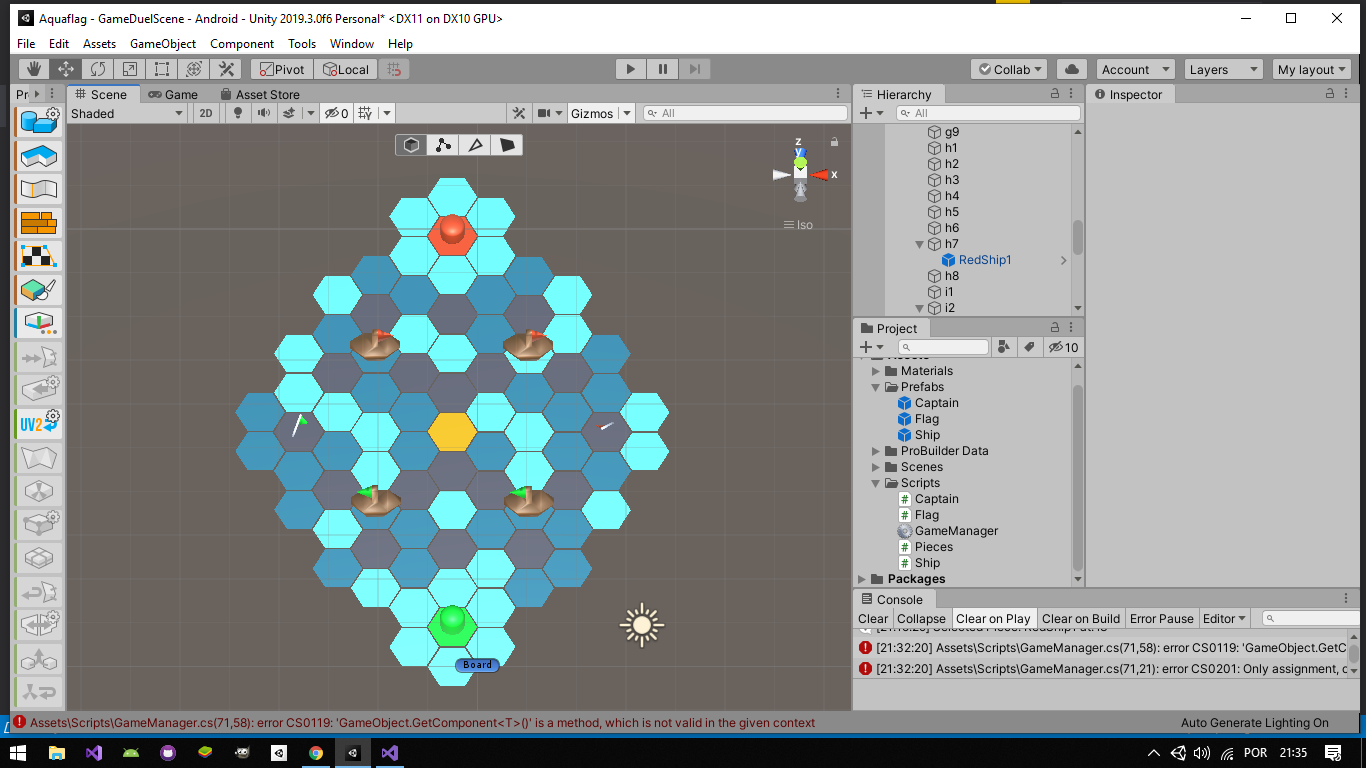 Aquaflag - GameDuelScene - Android - Unity 2019.3.0f6 Personal* <DX11 on DX10 GPU>
File Edit Assets GameObject Component Tools Window Help
Pivot Local Collab Account Layers My layout
Pr Scene Game Asset Store
Shaded 2D 0 Gizmos All
z
y
x
Iso
UV2
Board
Hierarchy
All
g9
h1
h2
h3
h4
h5
h6
h7
RedShip1
h8
i1
i2
Project
10
Materials
Prefabs
Captain
Flag
Ship
ProBuilder Data
Scenes
Scripts
Captain
Flag
GameManager
Pieces
Ship
Packages
Inspector
Console
Clear Collapse Clear on Play Clear on Build Error Pause Editor
[21:32:20] Assets\Scripts\GameManager.cs(71,58): error CS0119: 'GameObject.GetC
[21:32:20] Assets\Scripts\GameManager.cs(71,21): error CS0201: Only assignment, c
Assets\Scripts\GameManager.cs(71,58): error CS0119: 'GameObject.GetComponent<T>()' is a method, which is not valid in the given context
Auto Generate Lighting On
POR 21:35